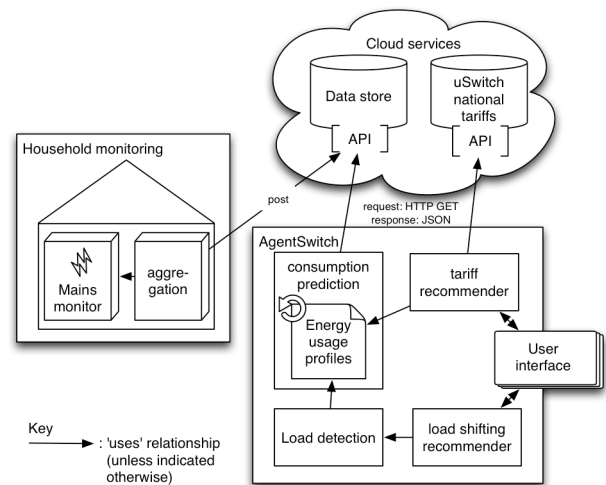 Cloud services
Data store
uSwitch
national
tariffs
API
API
Household monitoring
post
request: HTTP GET
response: JSON
Mains
monitor
aggre-
gation
AgentSwitch
consumption
prediction
Energy
usage
profiles
tariff
recommender
User
interface
Load detection
load shifting
recommender
Key
: 'uses' relationship
(unless indicated
otherwise)